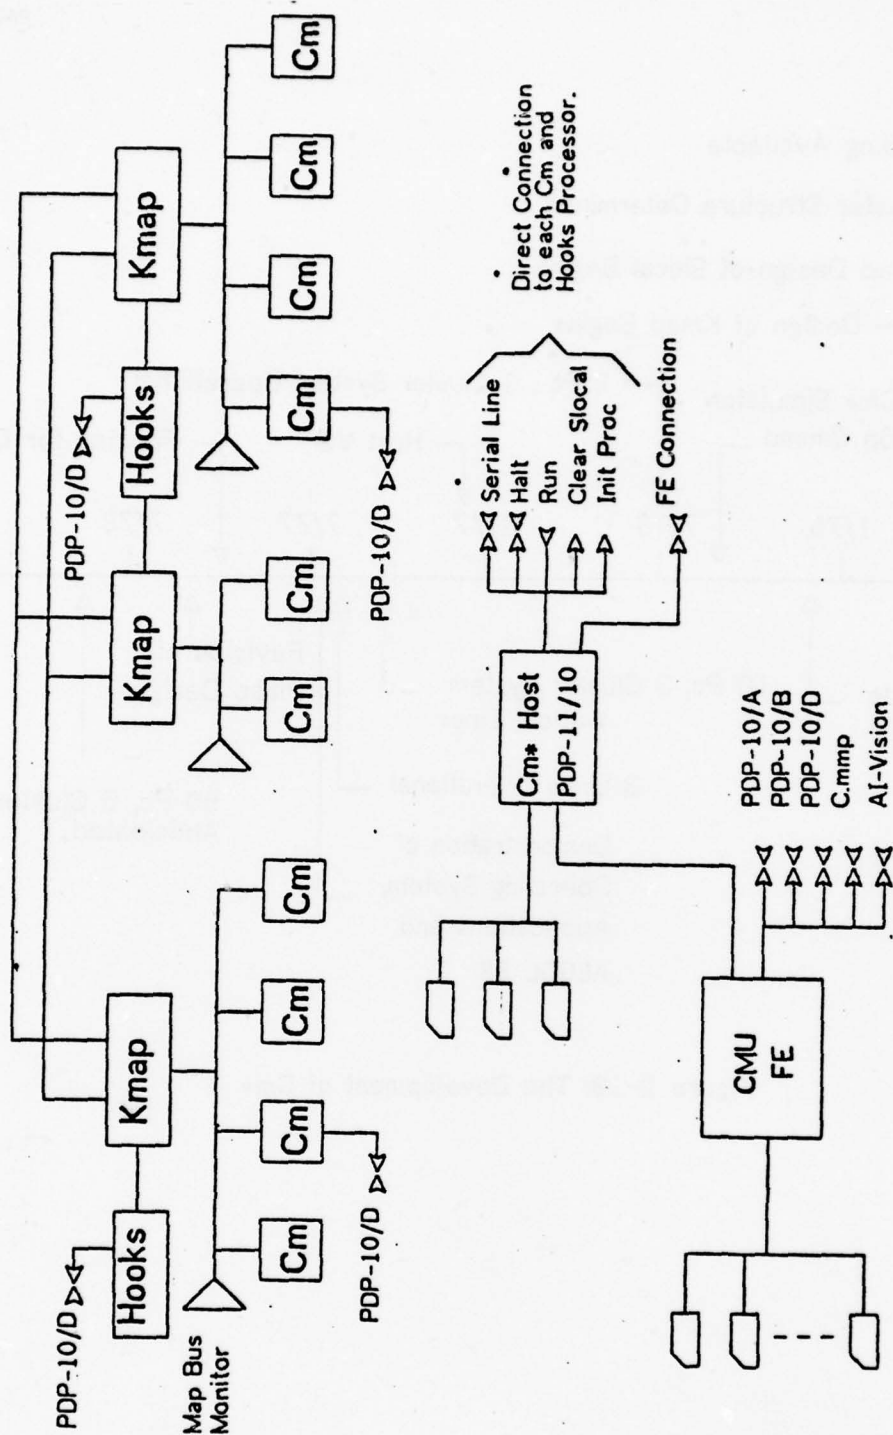 PDP-10/D
PDP-10/D
Hooks
Kmap
Kmap
Hooks
Kmap
Map Bus
Monitor
Cm
Cm
Cm
Cm
Cm
Cm
Cm
Cm
Cm
Cm
PDP-10/D
PDP-10/D
Cm* Host
PDP-11/10
Serial Line
Halt
Run
Clear Slocal
Init Proc
Direct Connection
to each Cm and
Hooks Processor.
FE Connection
CMU
FE
PDP-10/A
PDP-10/B
PDP-10/D
C.mmp
AI-Vision